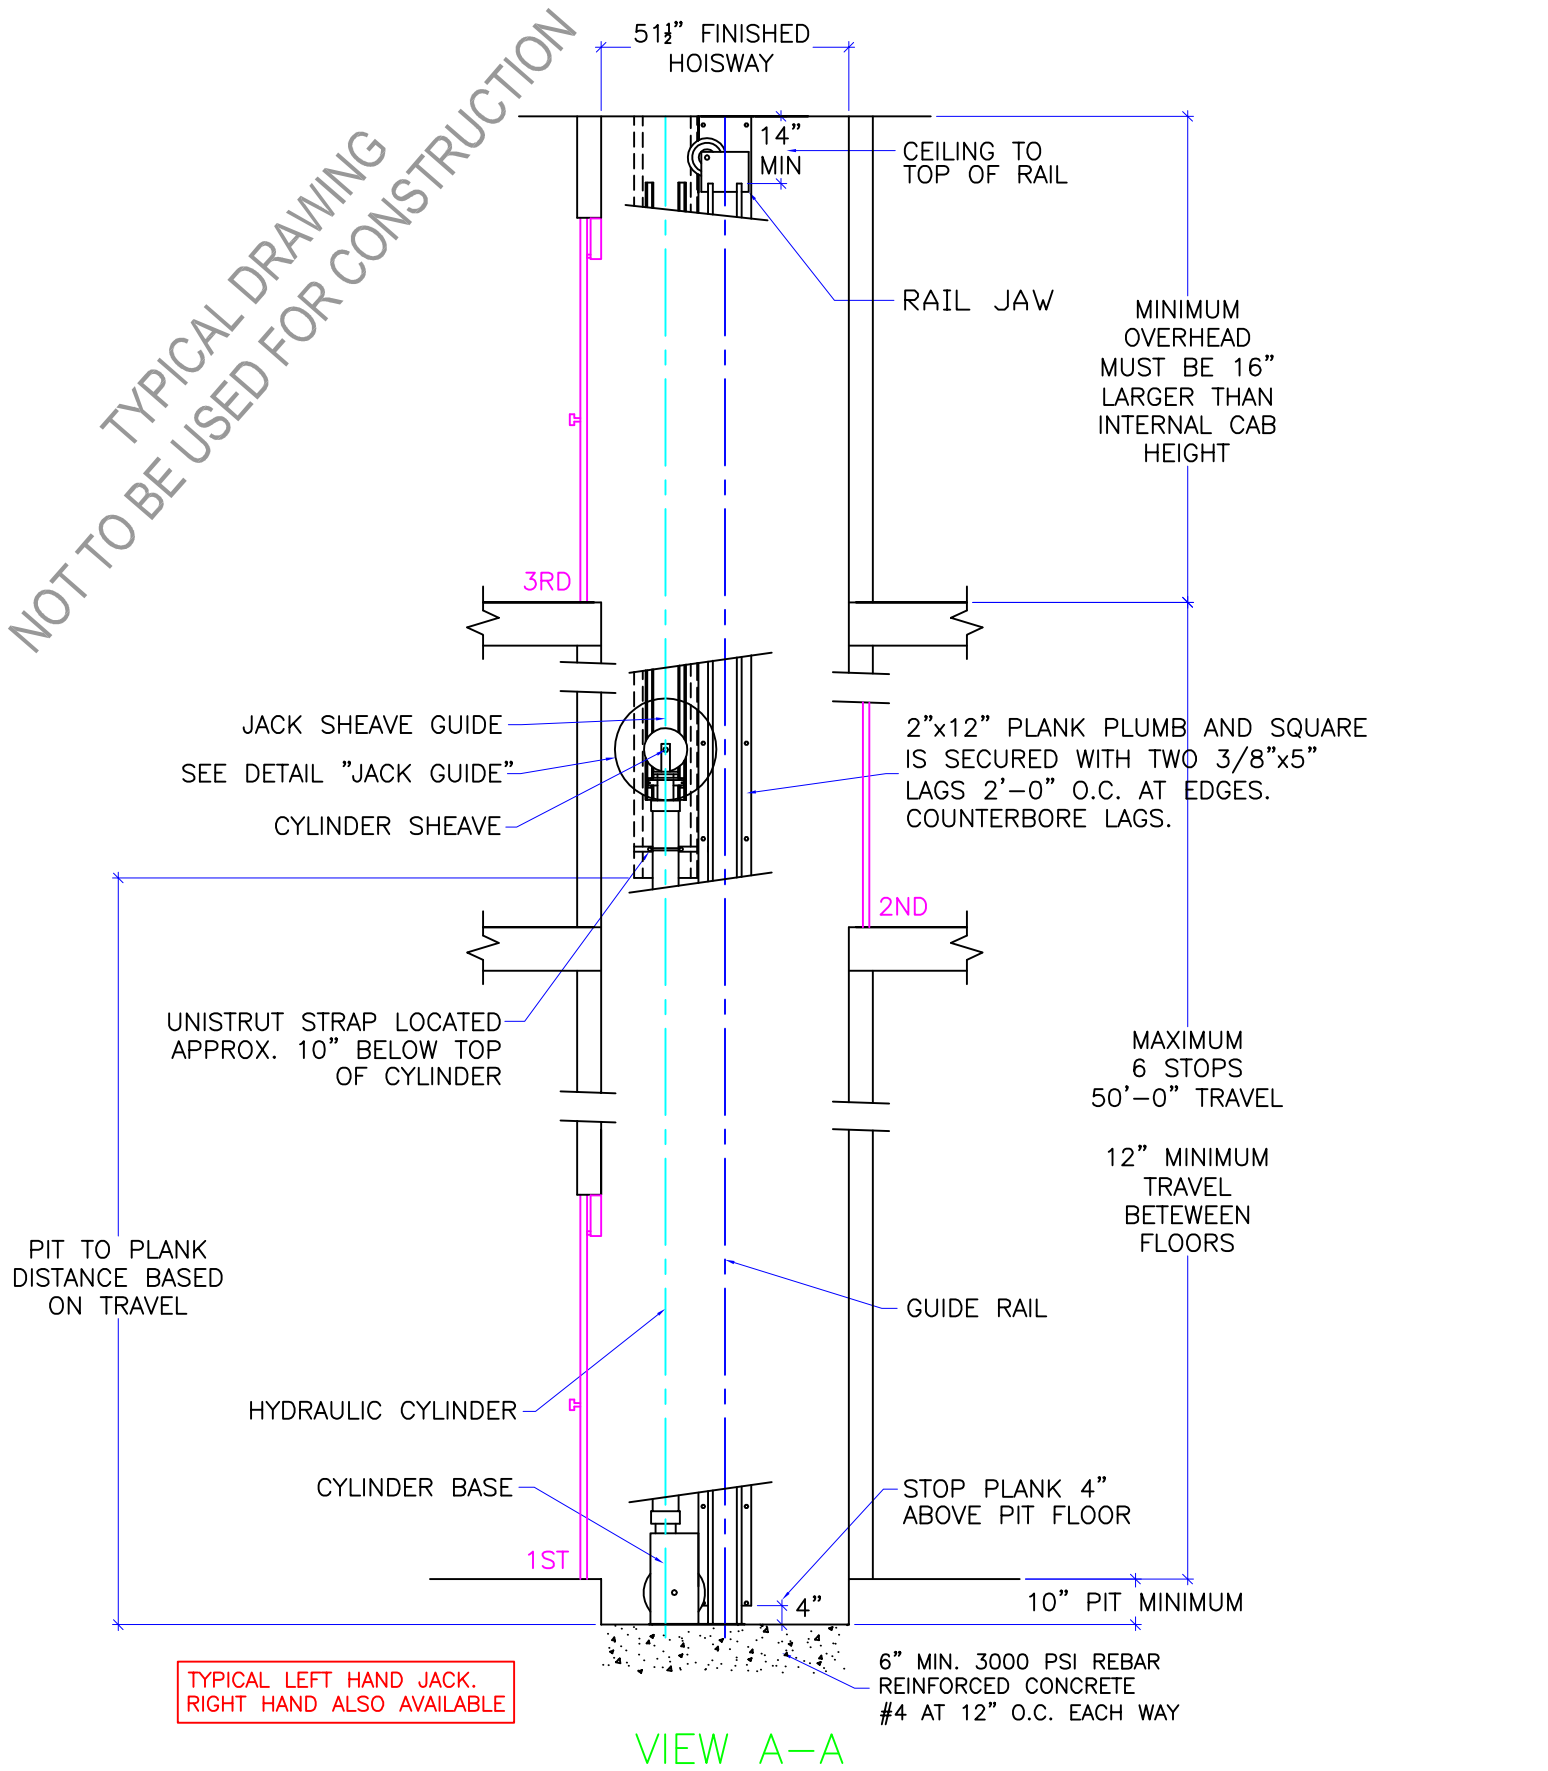 51½” FINISHED
HOISWAY
TYPICAL DRAWING
NOT TO BE USED FOR CONSTRUCTION
14”
MIN
CEILING TO
TOP OF RAIL
RAIL JAW
MINIMUM
OVERHEAD
MUST BE 16”
LARGER THAN
INTERNAL CAB
HEIGHT
3RD
JACK SHEAVE GUIDE
SEE DETAIL ”JACK GUIDE”
CYLINDER SHEAVE
2”x12” PLANK PLUMB AND SQUARE
IS SECURED WITH TWO 3/8”x5”
LAGS 2’-0” O.C. AT EDGES.
COUNTERBORE LAGS.
2ND
UNISTRUT STRAP LOCATED
APPROX. 10” BELOW TOP
OF CYLINDER
MAXIMUM
6 STOPS
50’-0” TRAVEL
12” MINIMUM
TRAVEL
BETEWEEN
FLOORS
PIT TO PLANK
DISTANCE BASED
ON TRAVEL
GUIDE RAIL
HYDRAULIC CYLINDER
CYLINDER BASE
STOP PLANK 4”
ABOVE PIT FLOOR
1ST
4”
10” PIT MINIMUM
6” MIN. 3000 PSI REBAR
REINFORCED CONCRETE
#4 AT 12” O.C. EACH WAY
TYPICAL LEFT HAND JACK.
RIGHT HAND ALSO AVAILABLE
VIEW A-A